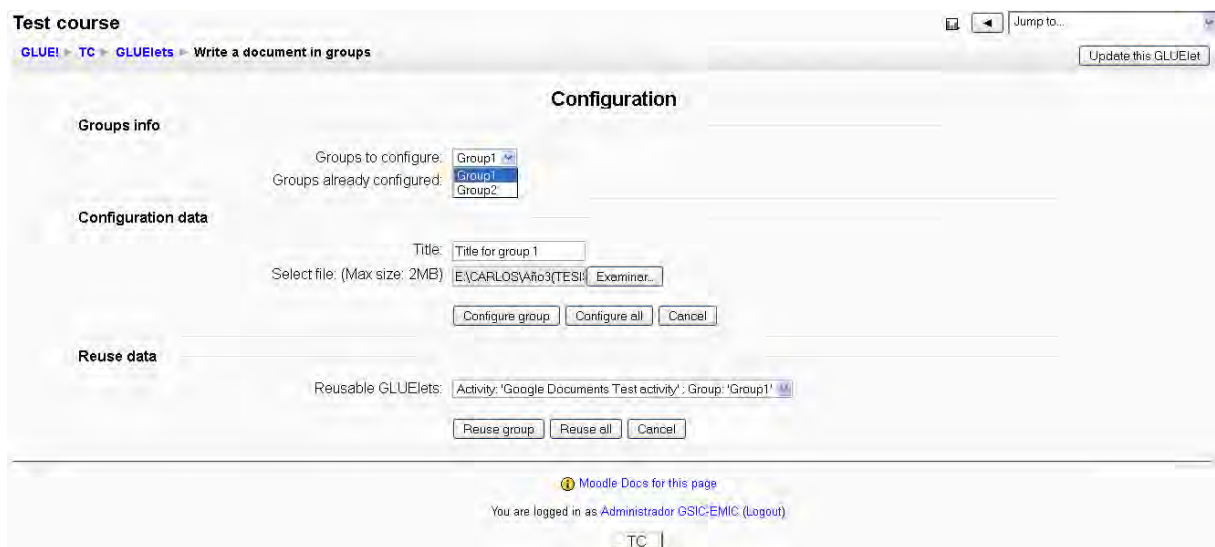 Test course
Jump to...
GLUE! ► TC ► GLUElets ► Write a document in groups
Update this GLUElet
Configuration
Groups info
Groups to configure: Group1
Groups already configured: Group1
Group2
Configuration data
Title: Title for group 1
Select file: (Max size: 2MB) E:\CARLOS\Año3(TESI Examinar...
Configure group Configure all Cancel
Reuse data
Reusable GLUElets: Activity: 'Google Documents Test activity' ; Group: 'Group1'
Reuse group Reuse all Cancel
Moodle Docs for this page
You are logged in as Administrador GSIC-EMIC (Logout)
TC